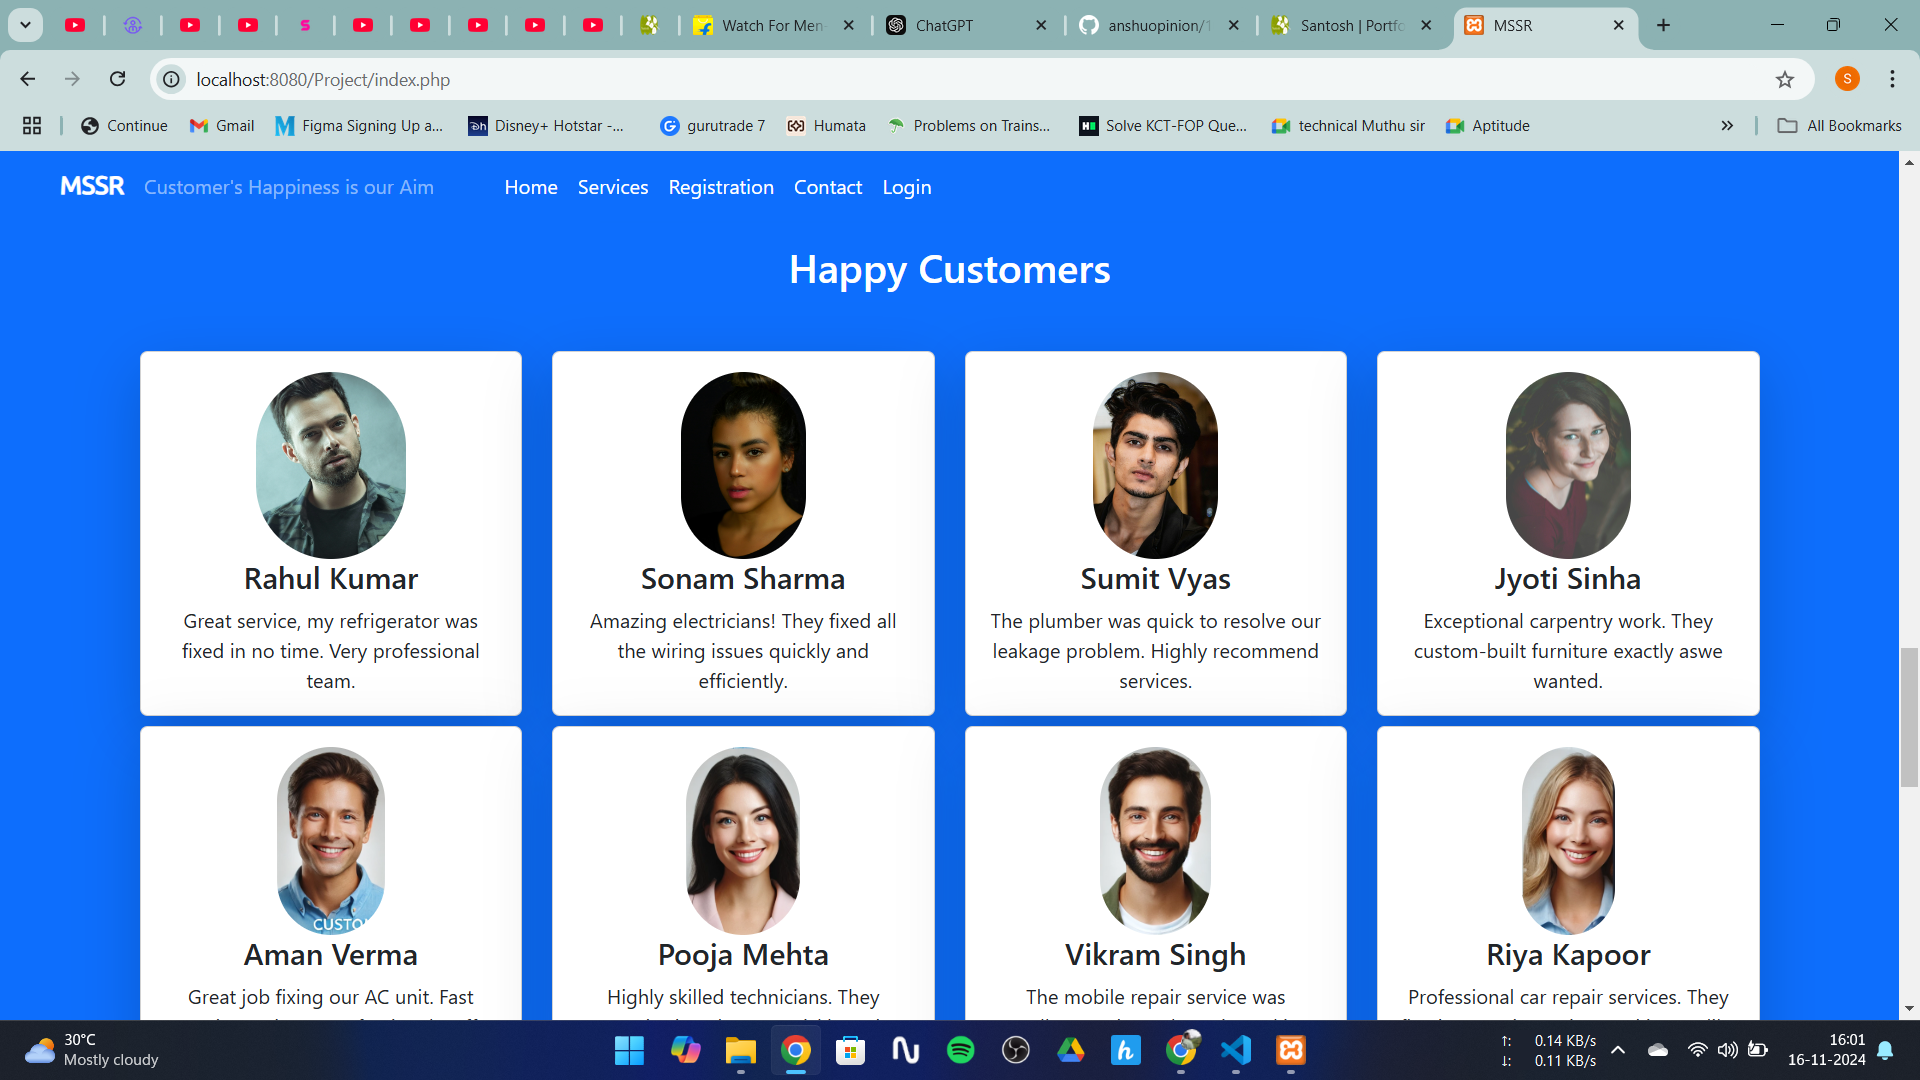 Watch For Men
ChatGPT
anshuopinion/1
Santosh | Portfo
MSSR
localhost:8080/Project/index.php
S
Continue
Gmail
Figma Signing Up a...
Disney+ Hotstar -...
gurutrade 7
Humata
Problems on Trains...
Solve KCT-FOP Que...
technical Muthu sir
Aptitude
All Bookmarks
MSSR Customer's Happiness is our Aim Home Services Registration Contact Login
Happy Customers
Rahul Kumar
Great service, my refrigerator was
fixed in no time. Very professional
team.
Sonam Sharma
Amazing electricians! They fixed all
the wiring issues quickly and
efficiently.
Sumit Vyas
The plumber was quick to resolve our
leakage problem. Highly recommend
services.
Jyoti Sinha
Exceptional carpentry work. They
custom-built furniture exactly aswe
wanted.
CUSTO
Aman Verma
Great job fixing our AC unit. Fast
Pooja Mehta
Highly skilled technicians. They
Vikram Singh
The mobile repair service was
Riya Kapoor
Professional car repair services. They
30°C
Mostly cloudy
0.14 KB/s
0.11 KB/s
16:01
16-11-2024